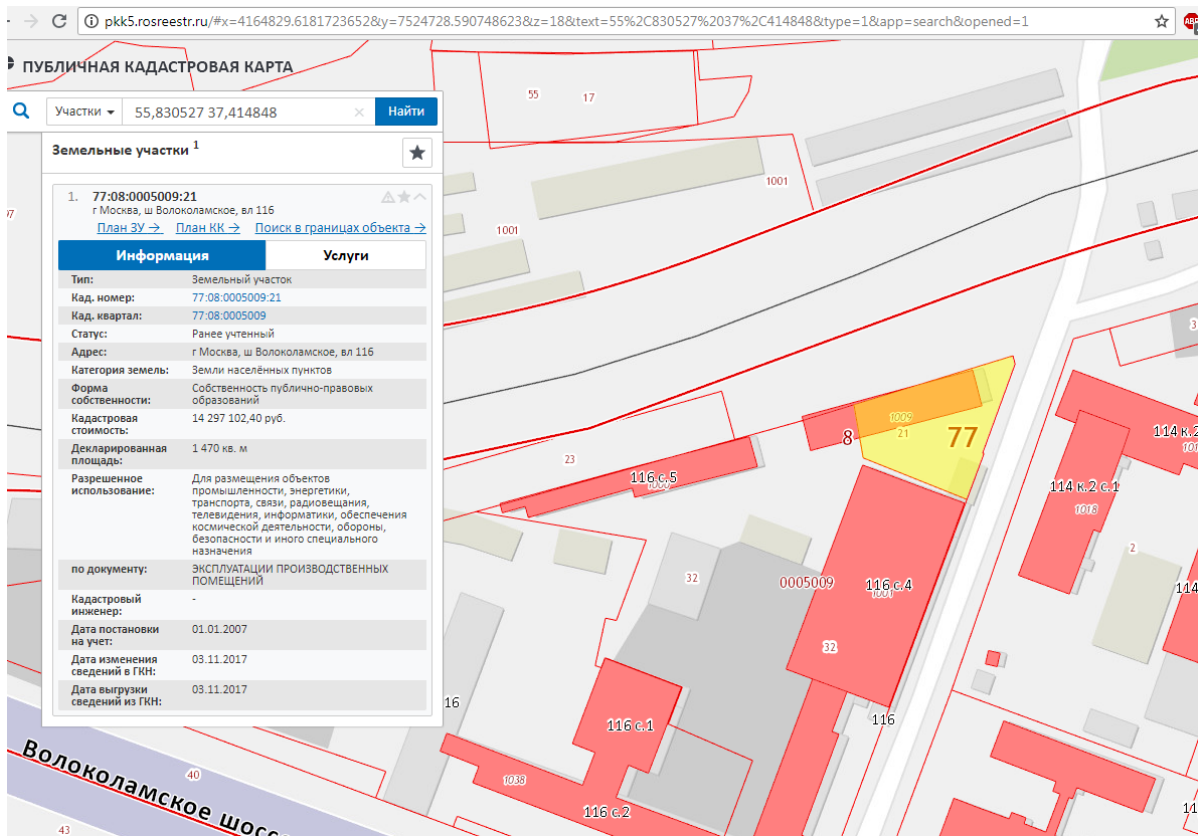 pkk5.rosreestr.ru/#x=4164829.61817236528&y=7524728.590748623&z=18&text=55%2C830527%2037%2C414848&type=1&app=search&opened=1
ABP
ПУБЛИЧНАЯ КАДАСТРОВАЯ КАРТА
Участки 55,830527 37,414848 × Найти
Земельные участки 1
1. 77:08:0005009:21
г Москва, ш Волоколамское, вл 116
План ЗУ → План КК → Поиск в границах объекта →
Информация Услуги
Тип: Земельный участок
Кад. номер: 77:08:0005009:21
Кад. квартал: 77:08:0005009
Статус: Ранее учтенный
Адрес: г Москва, ш Волоколамское, вл 116
Категория земель: Земли населённых пунктов
Форма собственности: Собственность публично-правовых
образований
Кадастровая стоимость: 14 297 102,40 руб.
Декларированная площадь: 1 470 кв. м
Разрешенное использование: Для размещения объектов
промышленности, энергетики,
транспорта, связи, радиовещания,
телевидения, информатики, обеспечения
космической деятельности, обороны,
безопасности и иного специального
назначения
по документу: ЭКСПЛУАТАЦИИ ПРОИЗВОДСТВЕННЫХ
ПОМЕЩЕНИЙ
Кадастровый инженер: -
Дата постановки на учет: 01.01.2007
Дата изменения сведений в ГКН: 03.11.2017
Дата выгрузки сведений из ГКН: 03.11.2017
55 17
1001
1001
1009
21
8
77
23
116 с.5
114 к.2
114 к.2 с.1
1018
2
114
32
0005009
116 с.4
1001
32
16
116 с.1
116
1038
116 с.2
40
43
Волоколамское шосс
11
3